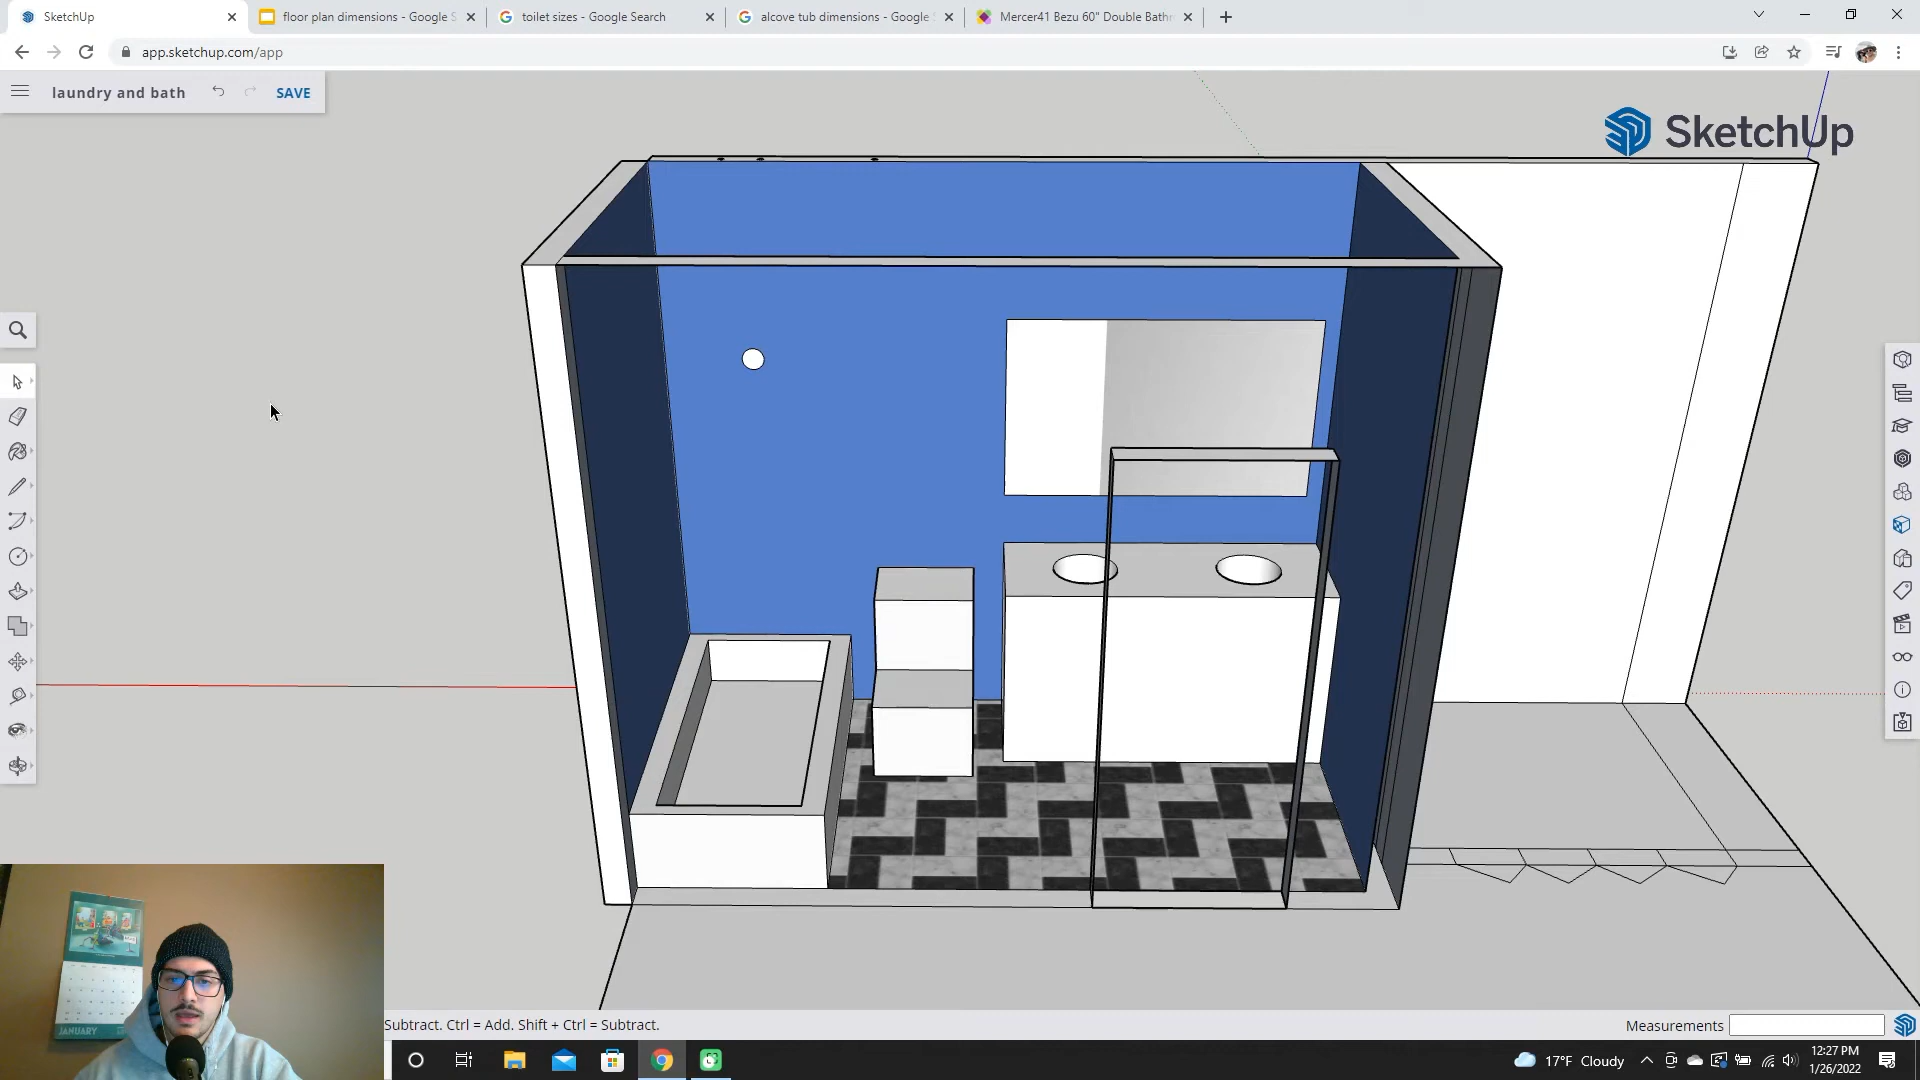 SketchUp
floor plan dimensions - Google S
toilet sizes - Google Search
alcove tub dimensions - Google
Mercer41 Bezu 60" Double Bath
app.sketchup.com/app
laundry and bath
SAVE
SketchUp
JANUARY
Subtract. Ctrl = Add. Shift + Ctrl = Subtract.
Measurements
17°F Cloudy
12:27 PM
1/26/2022